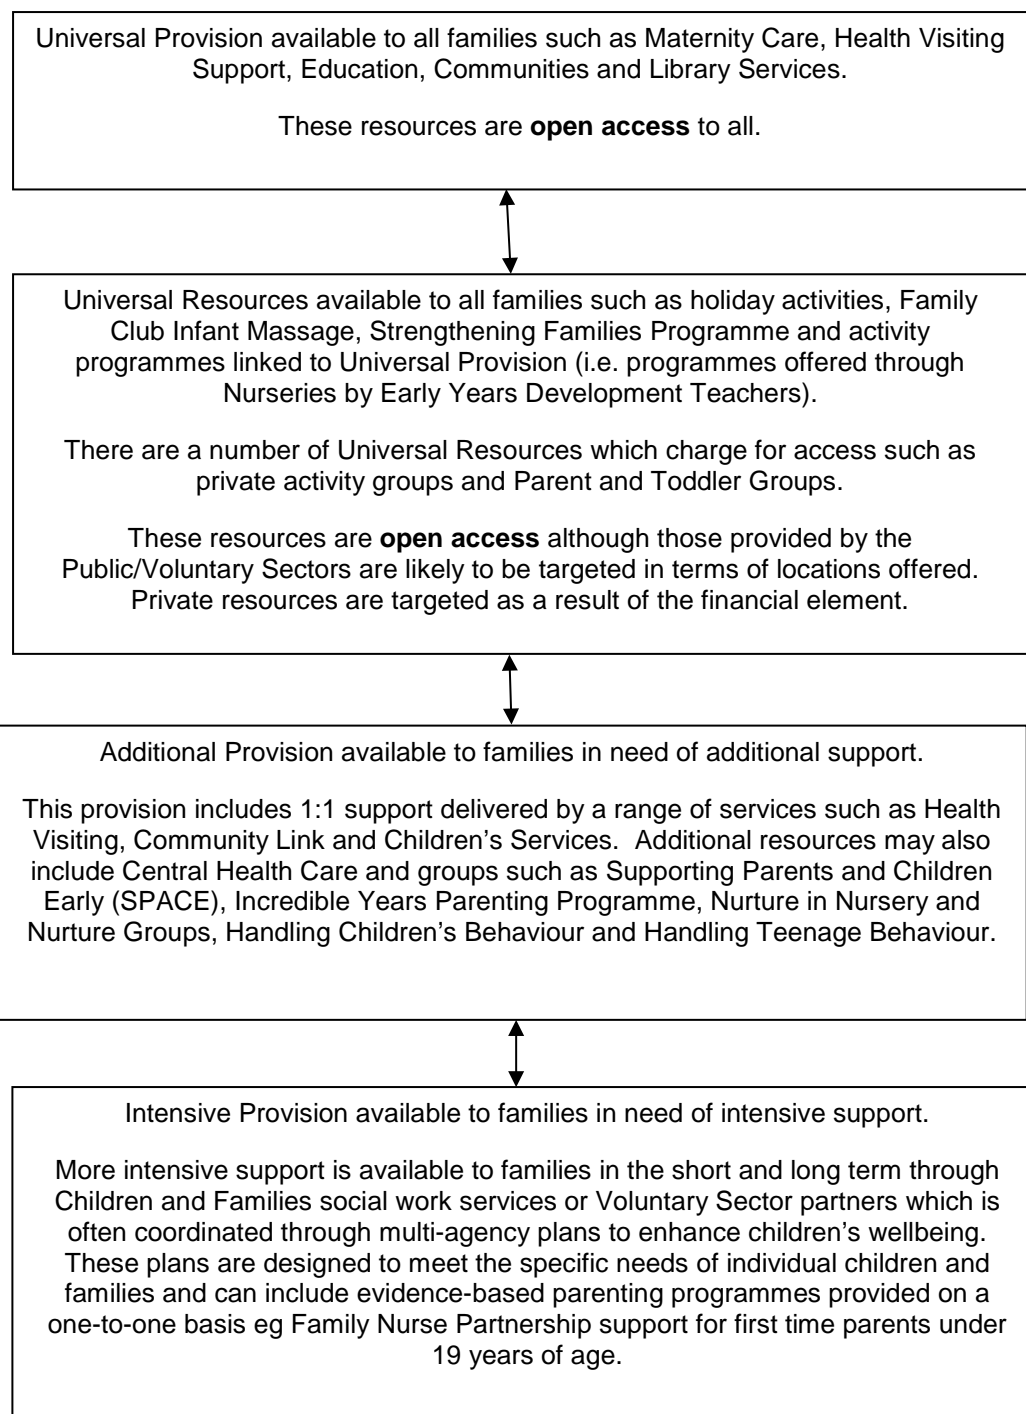 Universal Provision available to all families such as Maternity Care, Health Visiting
Support, Education, Communities and Library Services.
These resources are open access to all.
Universal Resources available to all families such as holiday activities, Family
Club Infant Massage, Strengthening Families Programme and activity
programmes linked to Universal Provision (i.e. programmes offered through
Nurseries by Early Years Development Teachers).
There are a number of Universal Resources which charge for access such as
private activity groups and Parent and Toddler Groups.
These resources are open access although those provided by the
Public/Voluntary Sectors are likely to be targeted in terms of locations offered.
Private resources are targeted as a result of the financial element.
Additional Provision available to families in need of additional support.
This provision includes 1:1 support delivered by a range of services such as Health
Visiting, Community Link and Children’s Services.  Additional resources may also
include Central Health Care and groups such as Supporting Parents and Children
Early (SPACE), Incredible Years Parenting Programme, Nurture in Nursery and
Nurture Groups, Handling Children’s Behaviour and Handling Teenage Behaviour.
Intensive Provision available to families in need of intensive support.
More intensive support is available to families in the short and long term through
Children and Families social work services or Voluntary Sector partners which is
often coordinated through multi-agency plans to enhance children’s wellbeing.
These plans are designed to meet the specific needs of individual children and
families and can include evidence-based parenting programmes provided on a
one-to-one basis eg Family Nurse Partnership support for first time parents under
19 years of age.